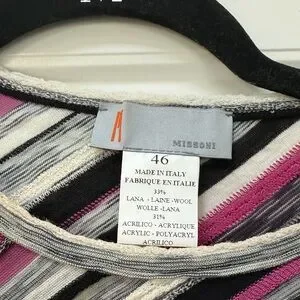 M
MISSONI
46
MADE IN ITALY
FABRIQUE EN ITALIE
33%
LANA - LAINE - WOOL
WOLLE - LANA
31%
ACRILICO - ACRYLIQUE
ACRYLIC - POLYACRYL
ACRILICO